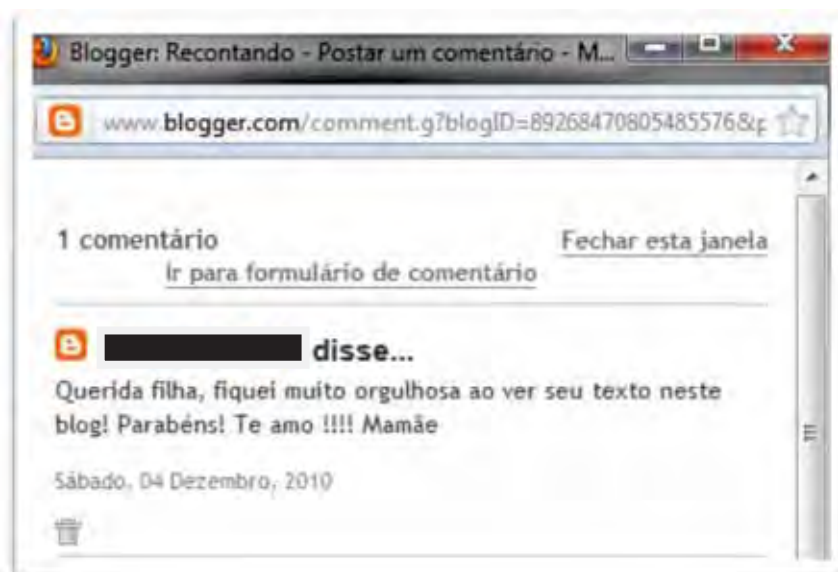 Blogger: Recontando - Postar um comentário - M...
www.blogger.com/comment.g?blogID=8926847080548557​6&p
1 comentário
Fechar esta janela
Ir para formulário de comentário
disse...
Querida filha, fiquei muito orgulhosa ao ver seu texto neste
blog! Parabéns! Te amo !!!! Mamãe
Sábado, 04 Dezembro, 2010